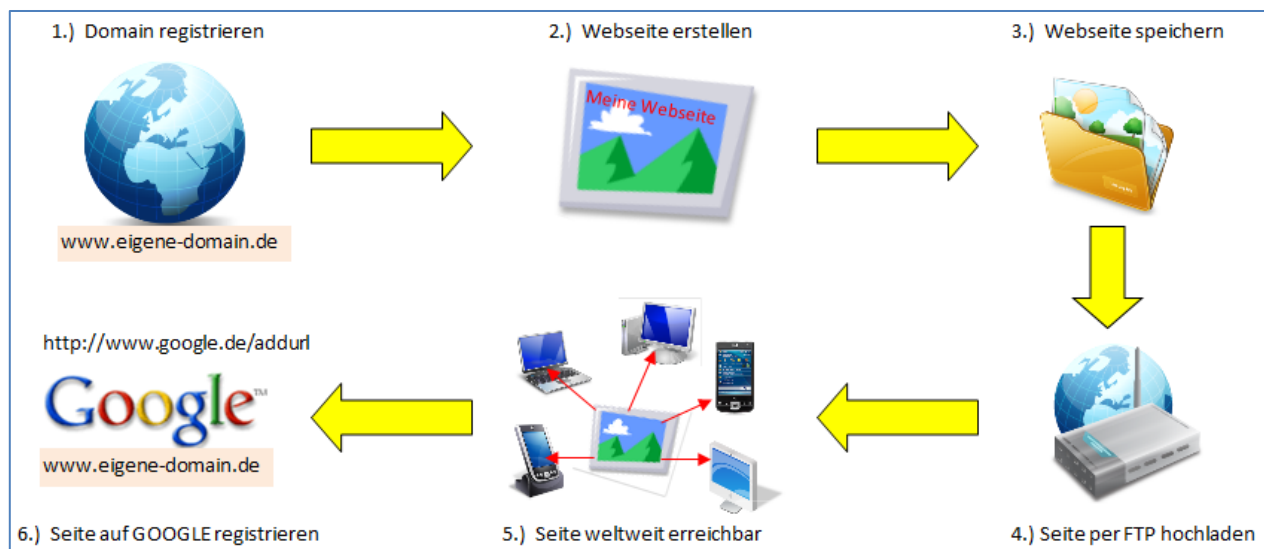 1.) Domain registrieren
2.) Webseite erstellen
3.) Webseite speichern
Meine Webseite
www.eigene-domain.de
http://www.google.de/addurl
Google™
www.eigene-domain.de
6.) Seite auf GOOGLE registrieren
5.) Seite weltweit erreichbar
4.) Seite per FTP hochladen